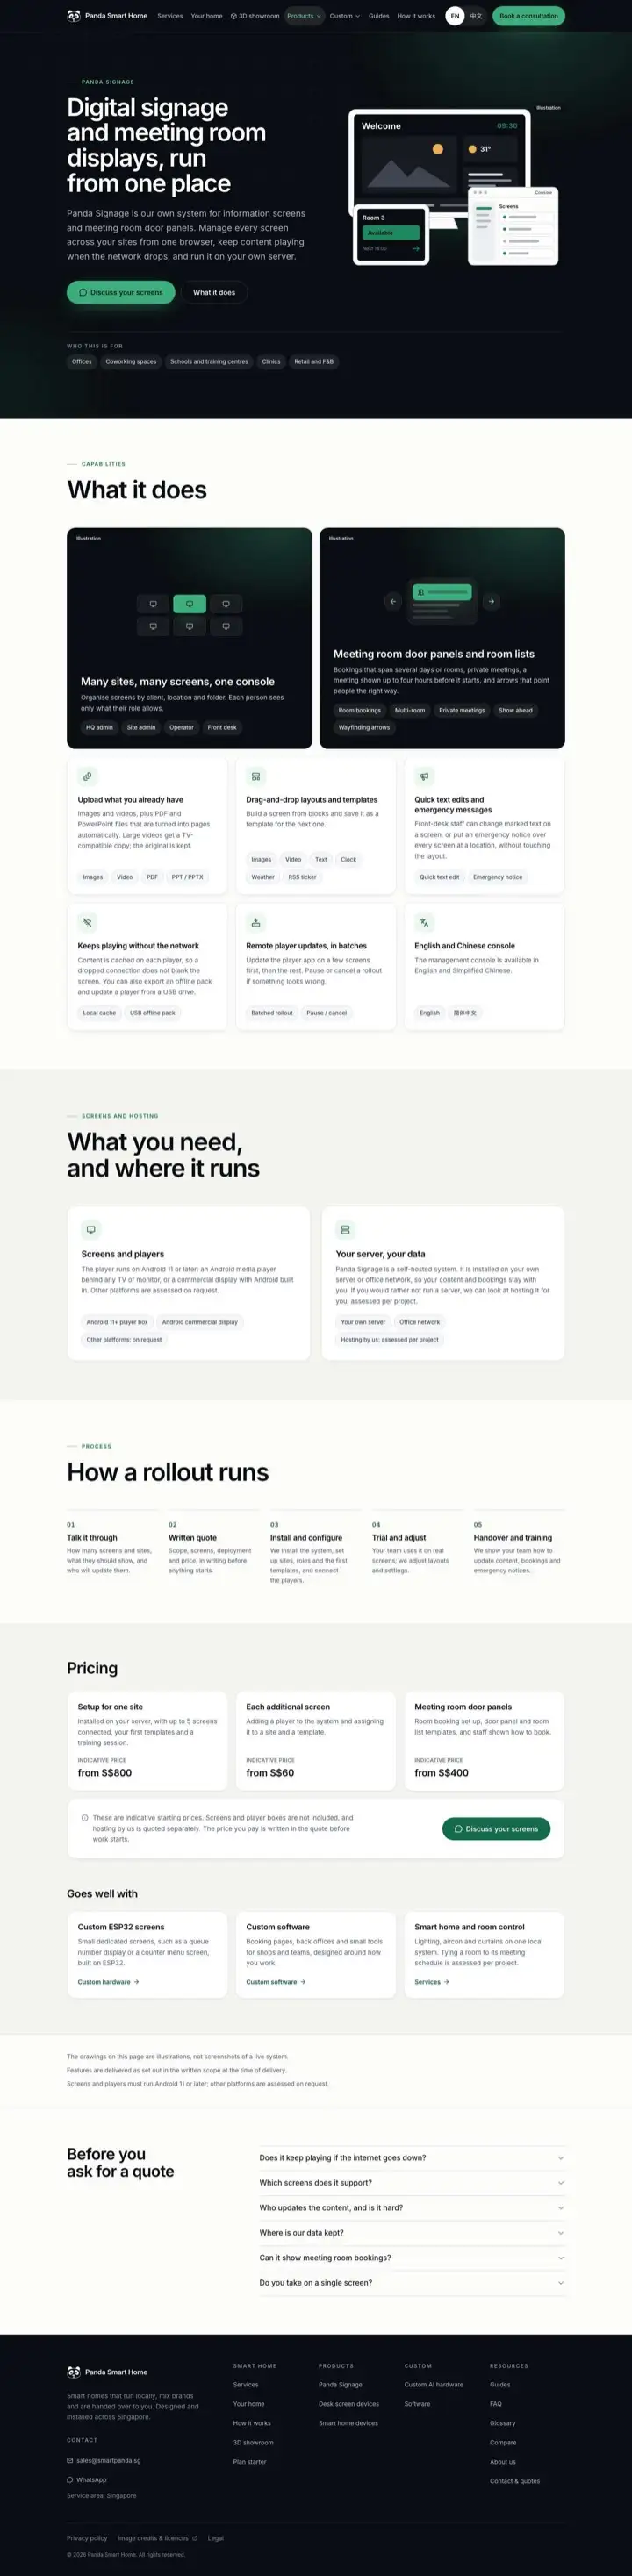 Panda Smart Home
Services
Your home
3D showroom
Products
Custom
Guides
How it works
EN
中文
Book a consultation
PANDA SIGNAGE
Digital signage
and meeting room
displays, run
from one place
Panda Signage is our own system for information screens
and meeting room door panels. Manage every screen
across your sites from one browser, keep content playing
when the network drops, and run it on your own server.
Discuss your screens
What it does
Illustration
Welcome
09:30
31°
Console
Screens
Room 3
Available
Next 14:00
WHO THIS IS FOR
Offices
Coworking spaces
Schools and training centres
Clinics
Retail and F&B
CAPABILITIES
What it does
Illustration
Many sites, many screens, one console
Organise screens by client, location and folder. Each person sees
only what their role allows.
HQ admin
Site admin
Operator
Front desk
Illustration
Meeting room door panels and room lists
Bookings that span several days or rooms, private meetings, a
meeting shown up to four hours before it starts, and arrows that point
people the right way.
Room bookings
Multi-room
Private meetings
Show ahead
Wayfinding arrows
Upload what you already have
Images and videos, plus PDF and
PowerPoint files that are turned into pages
automatically. Large videos get a TV-
compatible copy; the original is kept.
Images
Video
PDF
PPT / PPTX
Drag-and-drop layouts and templates
Build a screen from blocks and save it as a
template for the next one.
Images
Video
Text
Clock
Weather
RSS ticker
Quick text edits and
emergency messages
Front-desk staff can change marked text on
a screen, or put an emergency notice over
every screen at a location, without touching
the layout.
Quick text edit
Emergency notice
Keeps playing without the network
Content is cached on each player, so a
dropped connection does not blank the
screen. You can also export an offline pack
and update a player from a USB drive.
Local cache
USB offline pack
Remote player updates, in batches
Update the player app on a few screens
first, then the rest. Pause or cancel a rollout
if something looks wrong.
Batched rollout
Pause / cancel
English and Chinese console
The management console is available in
English and Simplified Chinese.
English
简体中文
SCREENS AND HOSTING
What you need,
and where it runs
Screens and players
The player runs on Android 11 or later: an Android media player
behind any TV or monitor, or a commercial display with Android built
in. Other platforms are assessed on request.
Android 11+ player box
Android commercial display
Other platforms: on request
Your server, your data
Panda Signage is a self-hosted system. It is installed on your own
server or office network, so your content and bookings stay with
you. If you would rather not run a server, we can look at hosting it for
you, assessed per project.
Your own server
Office network
Hosting by us: assessed per project
PROCESS
How a rollout runs
01
Talk it through
How many screens and sites,
what they should show, and
who will update them.
02
Written quote
Scope, screens, deployment
and price, in writing before
anything starts.
03
Install and configure
We install the system, set
up sites, roles and the first
templates, and connect
the players.
04
Trial and adjust
Your team uses it on real
screens; we adjust layouts
and settings.
05
Handover and training
We show your team how to
update content, bookings and
emergency notices.
Pricing
Setup for one site
Installed on your server, with up to 5 screens
connected, your first templates and a
training session.
INDICATIVE PRICE
from S$800
Each additional screen
Adding a player to the system and assigning
it to a site and a template.
INDICATIVE PRICE
from S$60
Meeting room door panels
Room booking set up, door panel and room
list templates, and staff shown how to book.
INDICATIVE PRICE
from S$400
These are indicative starting prices. Screens and player boxes are not included, and
hosting by us is quoted separately. The price you pay is written in the quote before
work starts.
Discuss your screens
Goes well with
Custom ESP32 screens
Small dedicated screens, such as a queue
number display or a counter menu screen,
built on ESP32.
Custom hardware →
Custom software
Booking pages, back offices and small tools
for shops and teams, designed around how
you work.
Custom software →
Smart home and room control
Lighting, aircon and curtains on one local
system. Tying a room to its meeting
schedule is assessed per project.
Services →
The drawings on this page are illustrations, not screenshots of a live system.
Features are delivered as set out in the written scope at the time of delivery.
Screens and players must run Android 11 or later; other platforms are assessed on request.
Before you
ask for a quote
Does it keep playing if the internet goes down?
Which screens does it support?
Who updates the content, and is it hard?
Where is our data kept?
Can it show meeting room bookings?
Do you take on a single screen?
Panda Smart Home
Smart homes that run locally, mix brands
and are handed over to you. Designed and
installed across Singapore.
CONTACT
sales@smartpanda.sg
WhatsApp
Service area: Singapore
SMART HOME
Services
Your home
How it works
3D showroom
Plan starter
PRODUCTS
Panda Signage
Desk screen devices
Smart home devices
CUSTOM
Custom AI hardware
Software
RESOURCES
Guides
FAQ
Glossary
Compare
About us
Contact & quotes
Privacy policy
Image credits & licences
Legal
© 2026 Panda Smart Home. All rights reserved.